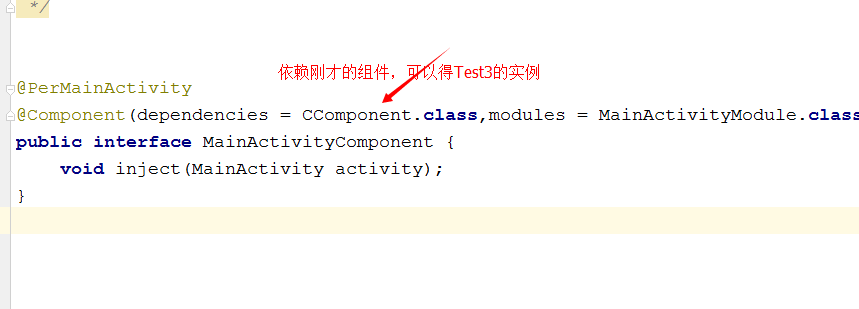 */
依赖刚才的组件，可以得Test3的实例
@PerMainActivity
@Component(dependencies = CComponent.class,modules = MainActivityModule.class
public interface MainActivityComponent {
void inject(MainActivity activity);
}